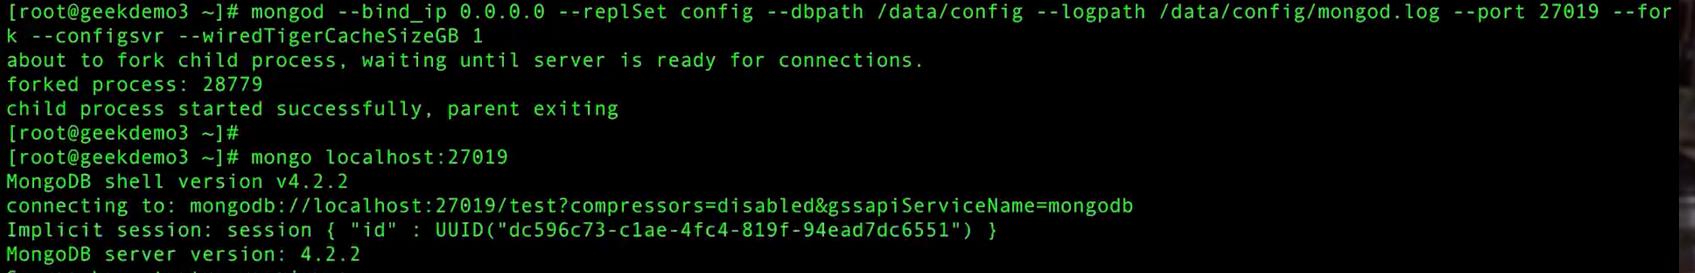 [root@geekdemo3 ~]# mongod --bind_ip 0.0.0.0 --replSet config --dbpath /data/config --logpath /data/config/mongod.log --port 27019 --for
k --configsvr --wiredTigerCacheSizeGB 1
about to fork child process, waiting until server is ready for connections.
forked process: 28779
child process started successfully, parent exiting
[root@geekdemo3 ~]#
[root@geekdemo3 ~]# mongo localhost:27019
MongoDB shell version v4.2.2
connecting to: mongodb://localhost:27019/test?compressors=disabled&gssapiServiceName=mongodb
Implicit session: session { "id" : UUID("dc596c73-c1ae-4fc4-819f-94ead7dc6551") }
MongoDB server version: 4.2.2